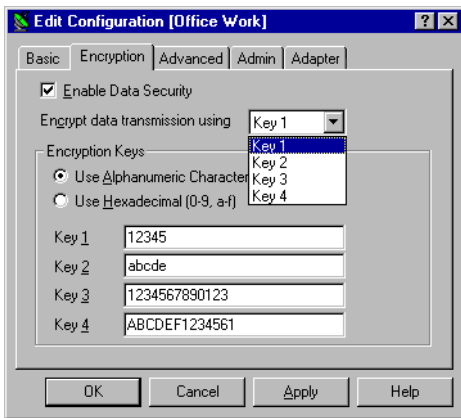 Edit Configuration [Office Work]
Basic Encryption Advanced Admin Adapter
Enable Data Security
Encrypt data transmission using Key 1
Key 1
Key 2
Key 3
Key 4
Encryption Keys
Use Alphanumeric Character
Use Hexadecimal (0-9, a-f)
Key 1 12345
Key 2 abcde
Key 3 1234567890123
Key 4 ABCDEF1234561
OK Cancel Apply Help